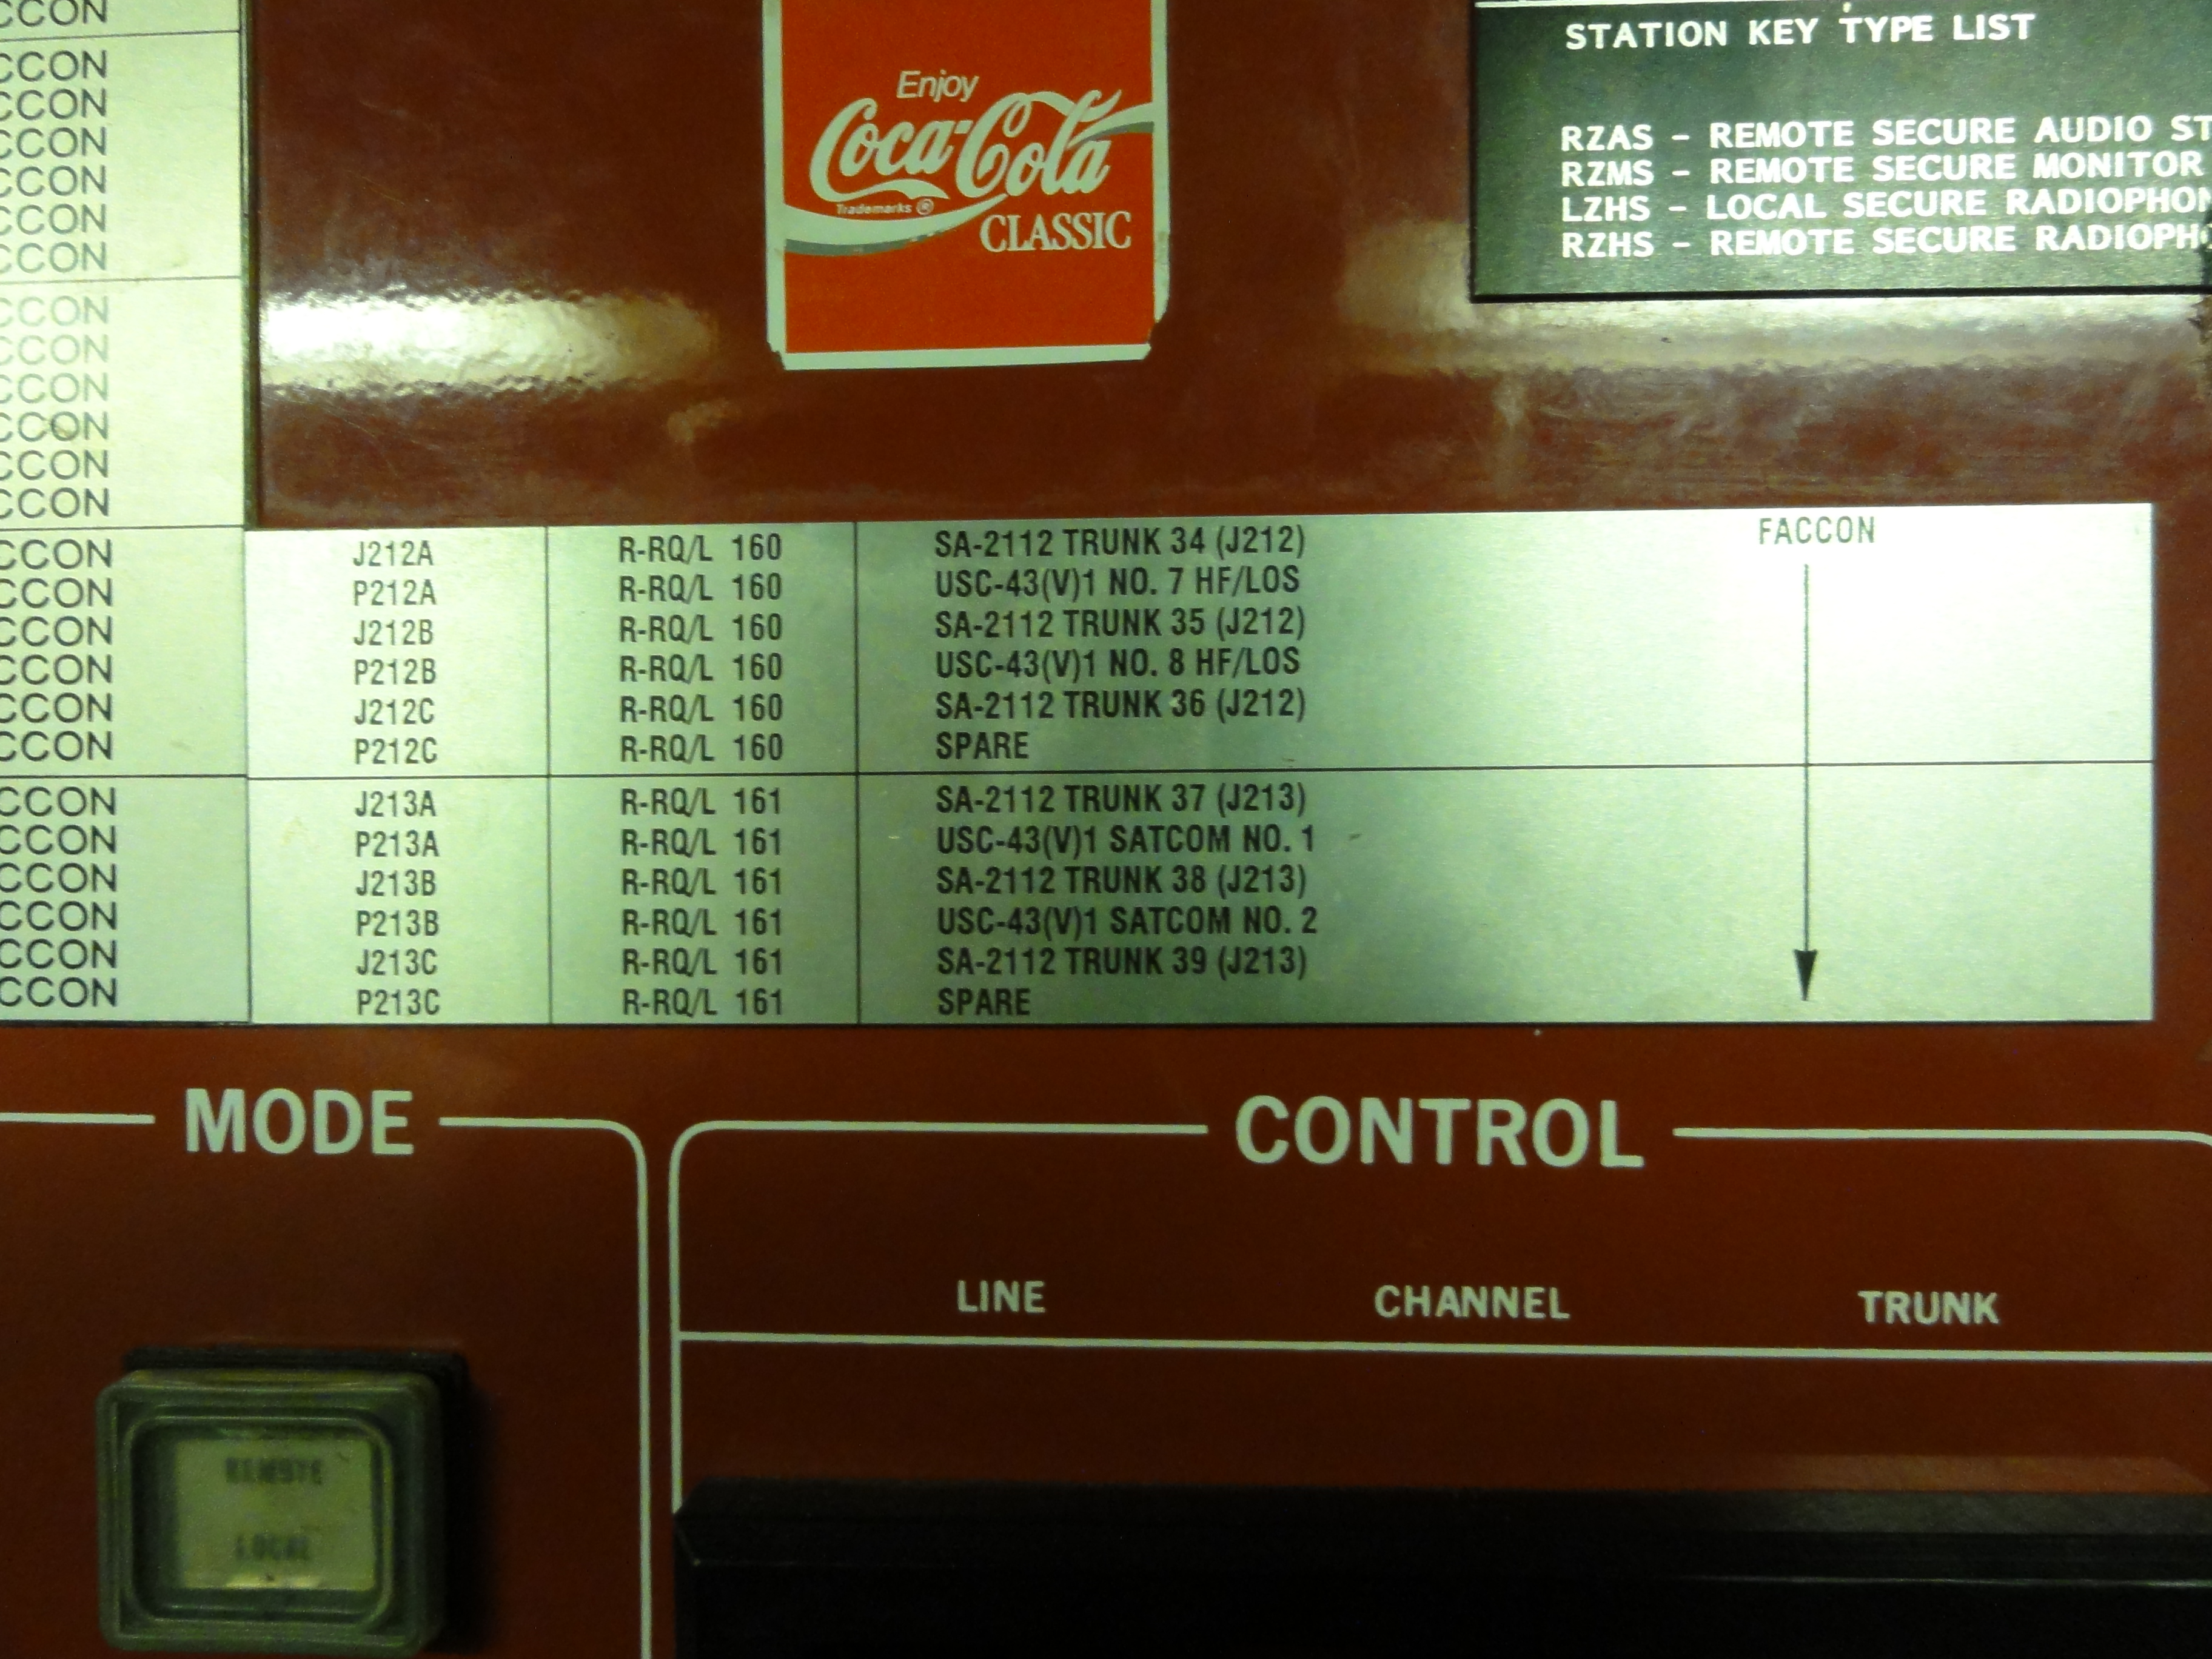 CCON
CCON
CCON
CCON
CCON
CCON
CCON
CCON
CCON
CCON
CCON
CCON
CCON
Enjoy
Coca-Cola
Trademarks ®
CLASSIC
STATION KEY TYPE LIST
RZAS - REMOTE SECURE AUDIO ST
RZMS - REMOTE SECURE MONITOR
LZHS - LOCAL SECURE RADIOPHON
RZHS - REMOTE SECURE RADIOPHO
FACCON
CCON J212A R-RQ/L 160 SA-2112 TRUNK 34 (J212)
CCON P212A R-RQ/L 160 USC-43(V)1 NO. 7 HF/LOS
CCON J212B R-RQ/L 160 SA-2112 TRUNK 35 (J212)
CCON P212B R-RQ/L 160 USC-43(V)1 NO. 8 HF/LOS
CCON J212C R-RQ/L 160 SA-2112 TRUNK 36 (J212)
CCON P212C R-RQ/L 160 SPARE
CCON J213A R-RQ/L 161 SA-2112 TRUNK 37 (J213)
CCON P213A R-RQ/L 161 USC-43(V)1 SATCOM NO. 1
CCON J213B R-RQ/L 161 SA-2112 TRUNK 38 (J213)
CCON P213B R-RQ/L 161 USC-43(V)1 SATCOM NO. 2
CCON J213C R-RQ/L 161 SA-2112 TRUNK 39 (J213)
CCON P213C R-RQ/L 161 SPARE
MODE
CONTROL
LINE CHANNEL TRUNK
REMOTE
LOCAL